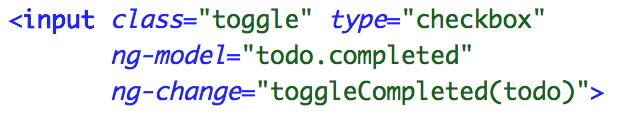 <input class="toggle" type="checkbox"
ng-model="todo.completed"
ng-change="toggleCompleted(todo)">